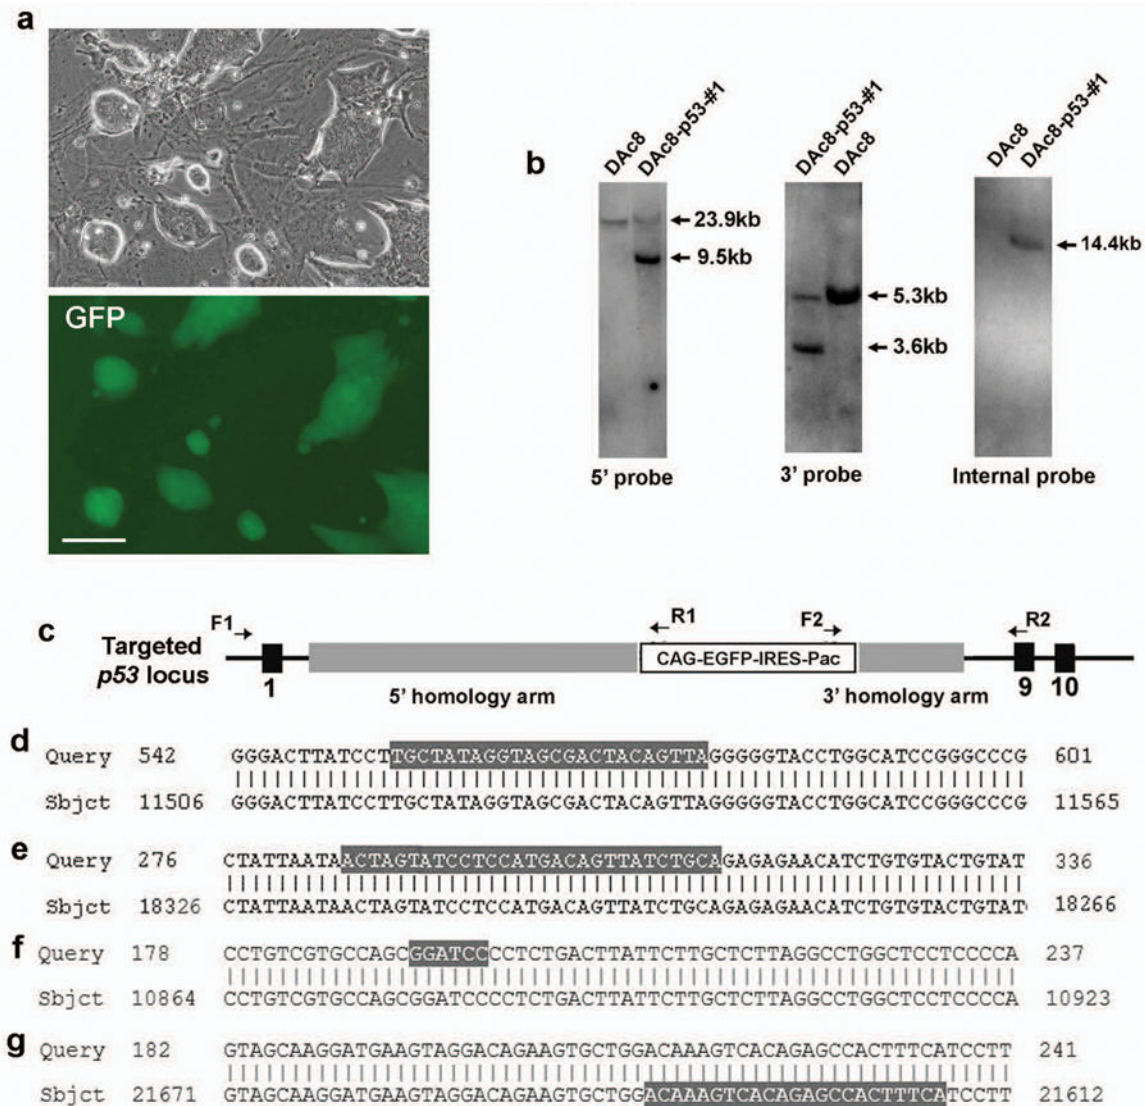 a
GFP
b
DAc8 DAc8-p53-#1
23.9kb
9.5kb
5' probe
DAc8-p53-#1 DAc8
5.3kb
3.6kb
3' probe
DAc8 DAc8-p53-#1
14.4kb
Internal probe
c
Targeted
p53 locus
F1 R1 F2 R2
CAG-EGFP-IRES-Pac
1 9 10
5' homology arm 3' homology arm
d
Query 542 GGGACTTATCCTTGCTATAGGTAGCGACTACAGTTAGGGGGTACCTGGCATCCGGGCCCG 601
Sbjct 11506 GGGACTTATCCTTGCTATAGGTAGCGACTACAGTTAGGGGGTACCTGGCATCCGGGCCCG 11565
e
Query 276 CTATTAATAACTAGTATCCTCCATGACAGTTATCTGCAGAGAGAACATCTGTGTACTGTAT 336
Sbjct 18326 CTATTAATAACTAGTATCCTCCATGACAGTTATCTGCAGAGAGAACATCTGTGTACTGTAT 18266
f
Query 178 CCTGTCGTGCCAGCGGATCCCCTCTGACTTATTCTTGCTCTTAGGCCTGGCTCCTCCCCA 237
Sbjct 10864 CCTGTCGTGCCAGCGGATCCCCTCTGACTTATTCTTGCTCTTAGGCCTGGCTCCTCCCCA 10923
g
Query 182 GTAGCAAGGATGAAGTAGGACAGAAGTGCTGGACAAAGTCACAGAGCCACTTTCATCCTT 241
Sbjct 21671 GTAGCAAGGATGAAGTAGGACAGAAGTGCTGGACAAAGTCACAGAGCCACTTTCATCCTT 21612